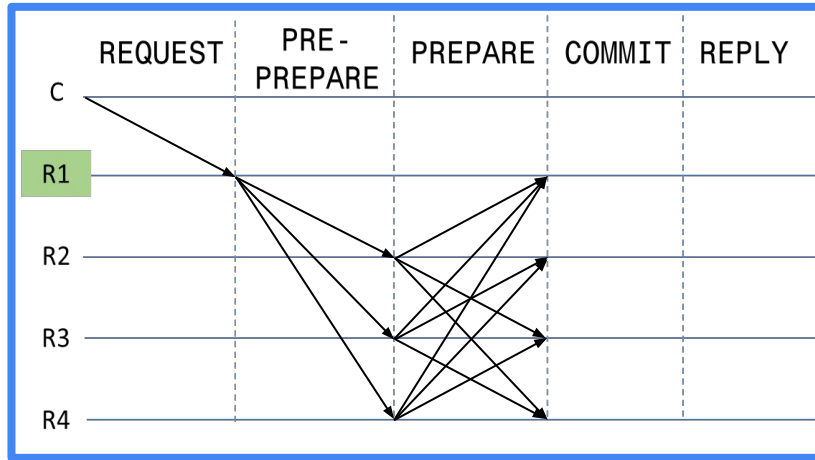 REQUEST
PRE-
PREPARE
PREPARE
COMMIT
REPLY
C
R1
R2
R3
R4